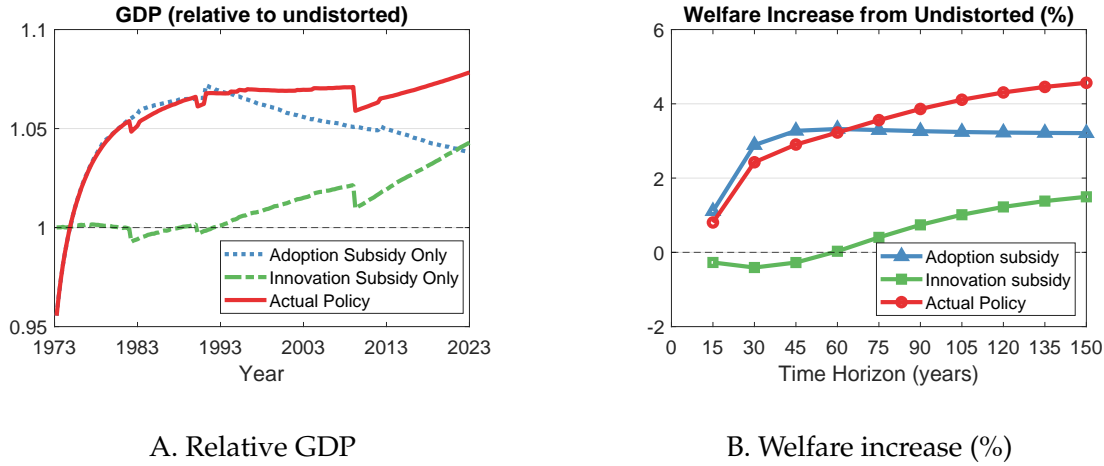 GDP (relative to undistorted)
1.1
1.05
1
0.95
1973
1983
1993
2003
2013
2023
Year
Adoption Subsidy Only
Innovation Subsidy Only
Actual Policy
A. Relative GDP
Welfare Increase from Undistorted (%)
6
4
2
0
-2
0
15
30
45
60
75
90
105
120
135
150
Time Horizon (years)
Adoption subsidy
Innovation subsidy
Actual Policy
B. Welfare increase (%)